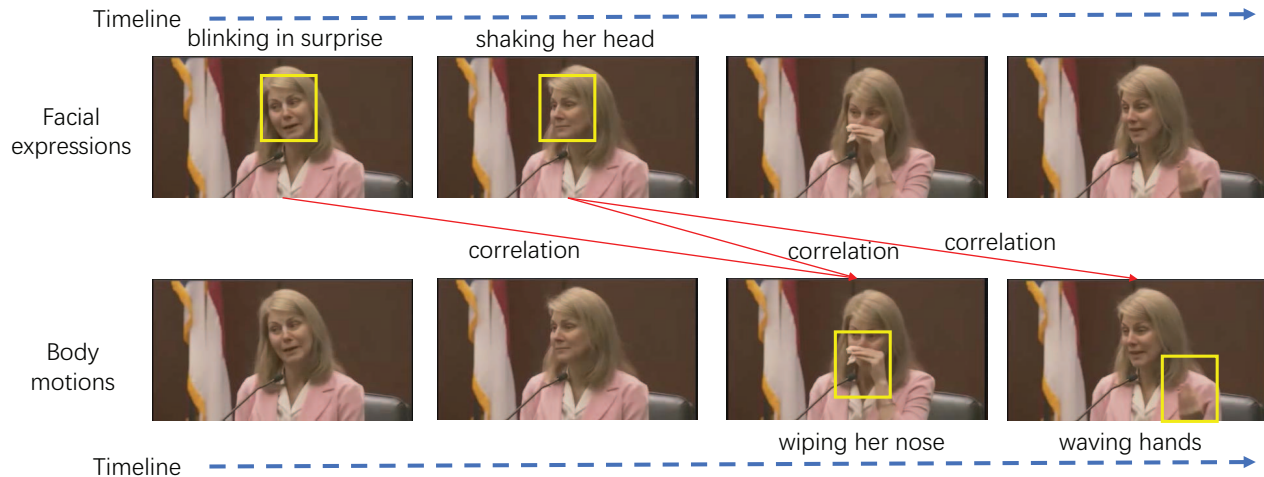 Timeline
blinking in surprise
shaking her head
Facial
expressions
correlation
correlation
correlation
Body
motions
wiping her nose
waving hands
Timeline